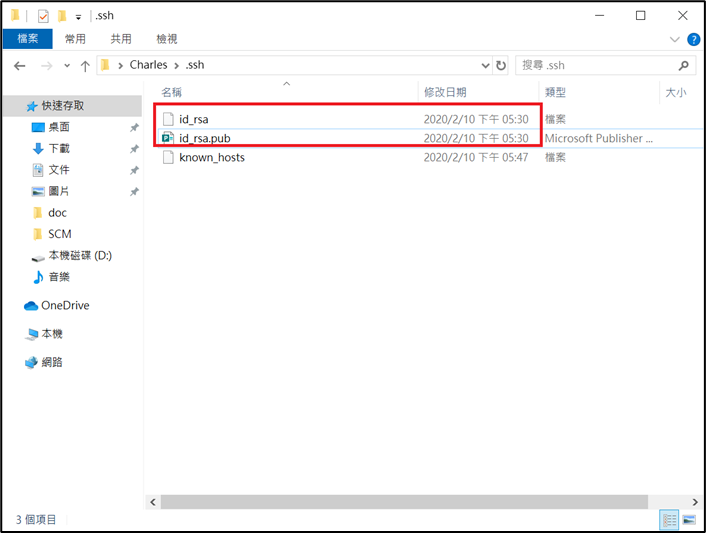 .ssh
檔案 常用 共用 檢視
Charles .ssh 搜尋 .ssh
名稱 修改日期 類型 大小
快速存取
桌面
下載
文件
圖片
doc
SCM
本機磁碟 (D:)
音樂
OneDrive
本機
網路
id_rsa 2020/2/10 下午 05:30 檔案
id_rsa.pub 2020/2/10 下午 05:30 Microsoft Publisher ...
known_hosts 2020/2/10 下午 05:47 檔案
3 個項目